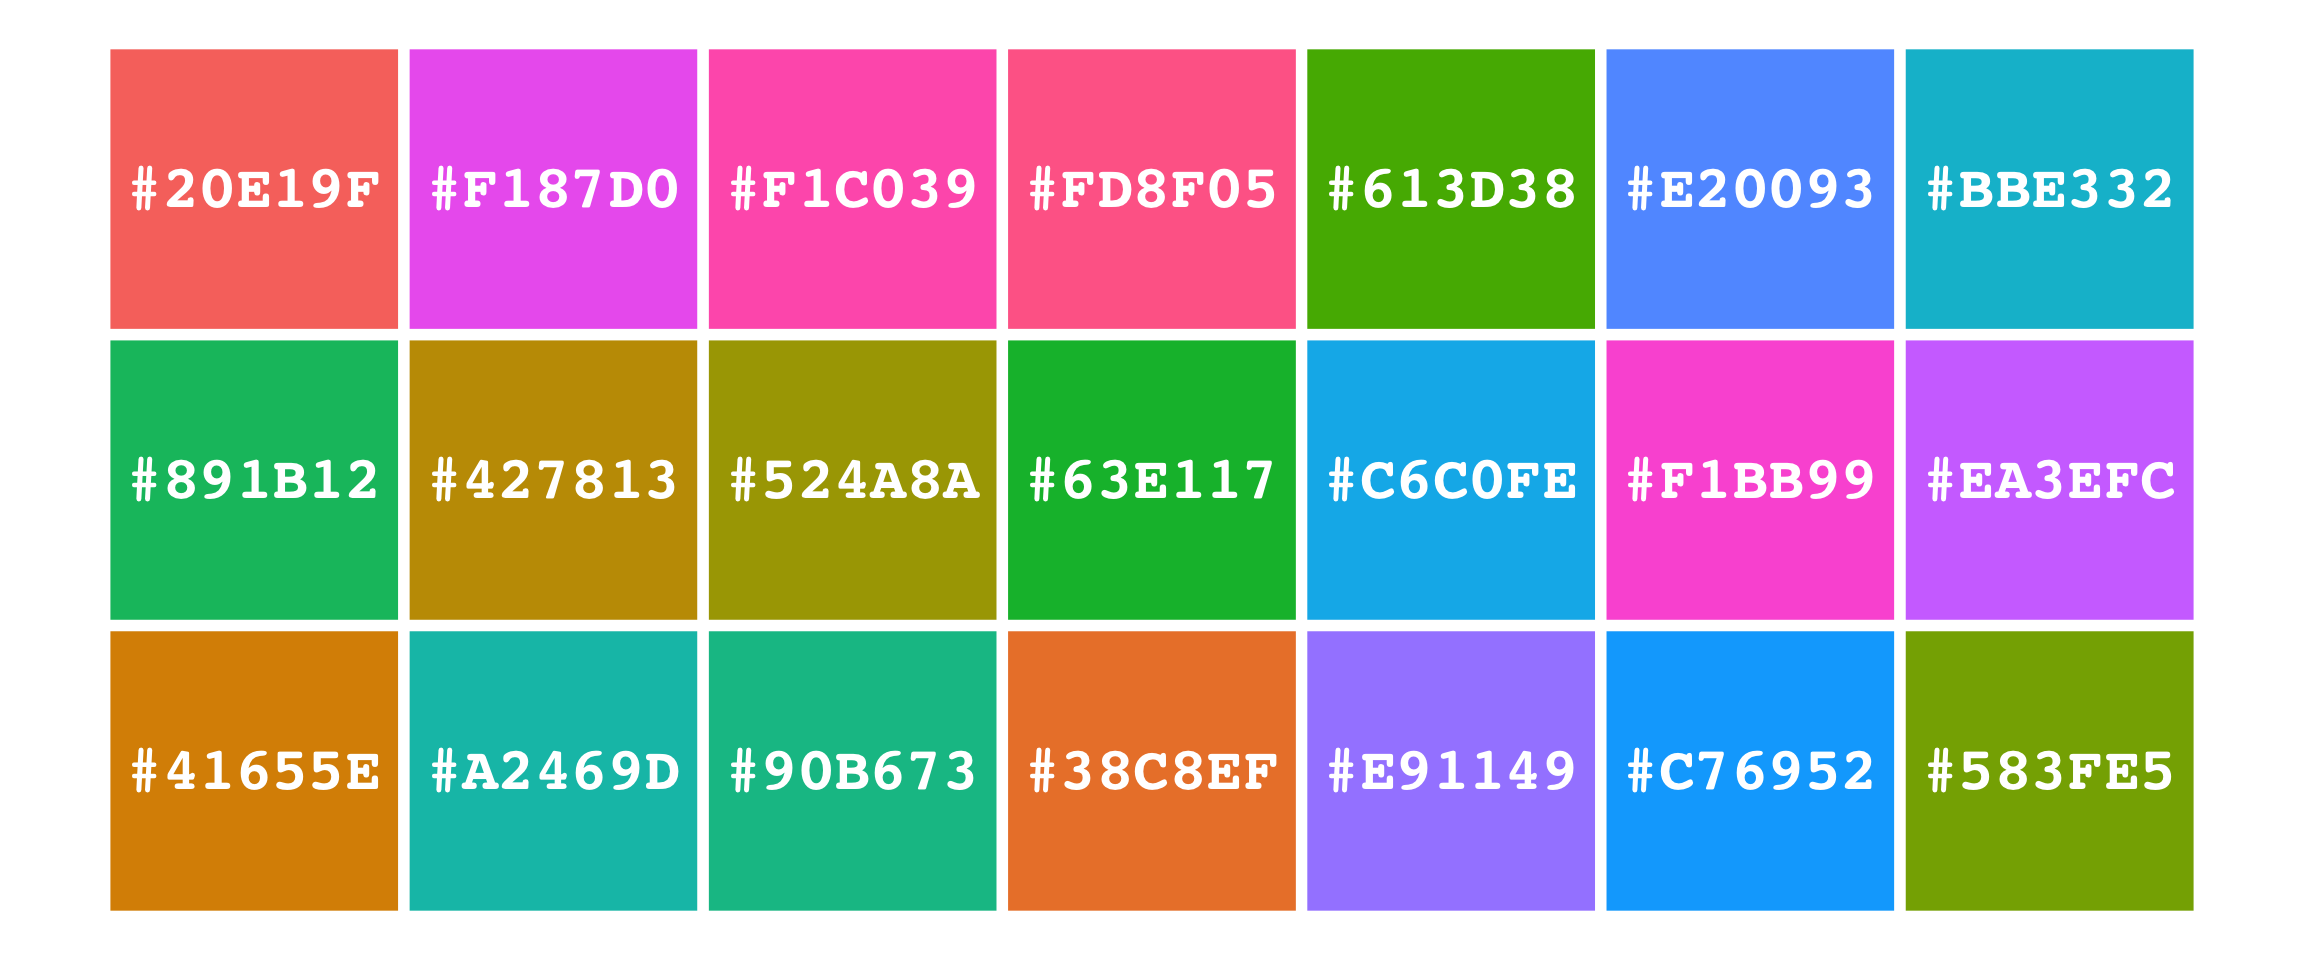 #20E19F #F187D0 #F1C039 #FD8F05 #613D38 #E20093 #BBE332
#891B12 #427813 #524A8A #63E117 #C6C0FE #F1BB99 #EA3EFC
#41655E #A2469D #90B673 #38C8EF #E91149 #C76952 #583FE5